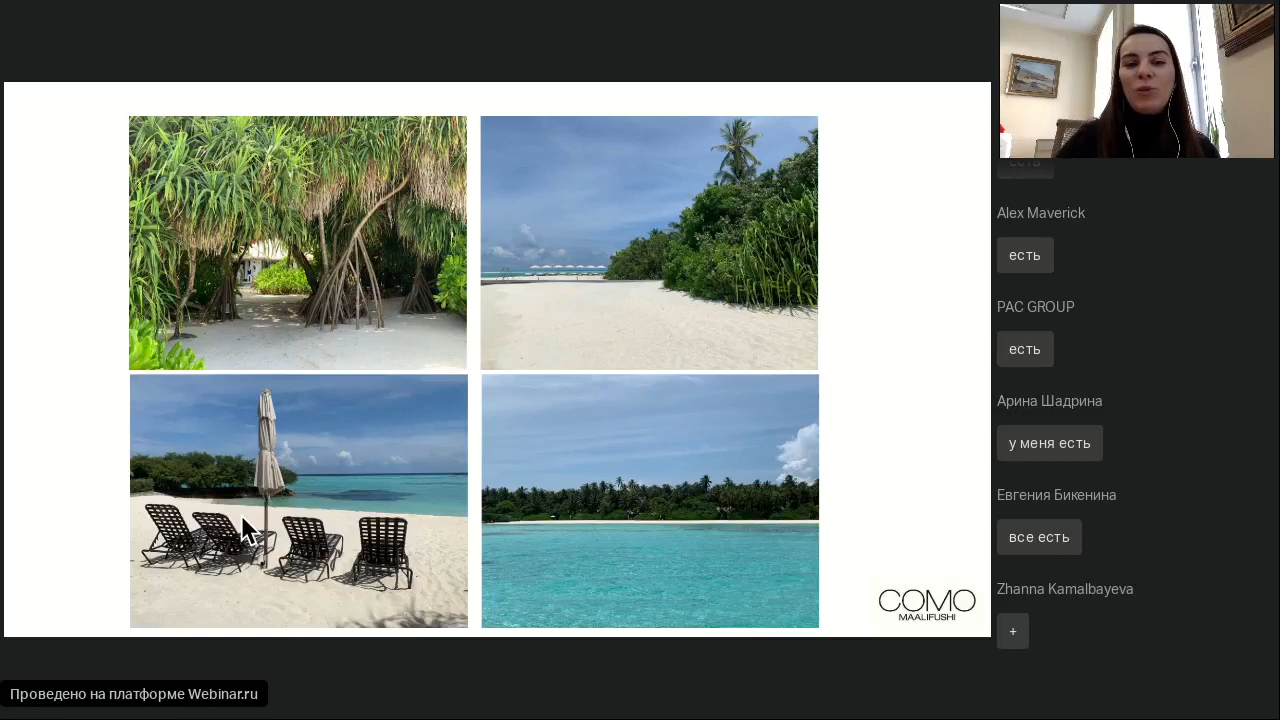 COMO
MAALIFUSHI
Alex Maverick
есть
PAC GROUP
есть
Арина Шадрина
у меня есть
Евгения Бикенина
все есть
Zhanna Kamalbayeva
+
Проведено на платформе Webinar.ru